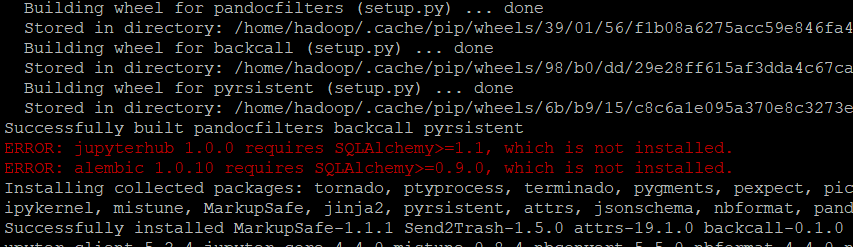 Building wheel for pandocfilters (setup.py) ... done
Stored in directory: /home/hadoop/.cache/pip/wheels/39/01/56/f1b08a6275acc59e846fa4
Building wheel for backcall (setup.py) ... done
Stored in directory: /home/hadoop/.cache/pip/wheels/98/b0/dd/29e28ff615af3dda4c67ca
Building wheel for pyrsistent (setup.py) ... done
Stored in directory: /home/hadoop/.cache/pip/wheels/6b/b9/15/c8c6a1e095a370e8c3273e
Successfully built pandocfilters backcall pyrsistent
ERROR: jupyterhub 1.0.0 requires SQLAlchemy>=1.1, which is not installed.
ERROR: alembic 1.0.10 requires SQLAlchemy>=0.9.0, which is not installed.
Installing collected packages: tornado, ptyprocess, terminado, pygments, pexpect, pic
ipykernel, mistune, MarkupSafe, jinja2, pyrsistent, attrs, jsonschema, nbformat, pand
Successfully installed MarkupSafe-1.1.1 Send2Trash-1.5.0 attrs-19.1.0 backcall-0.1.0